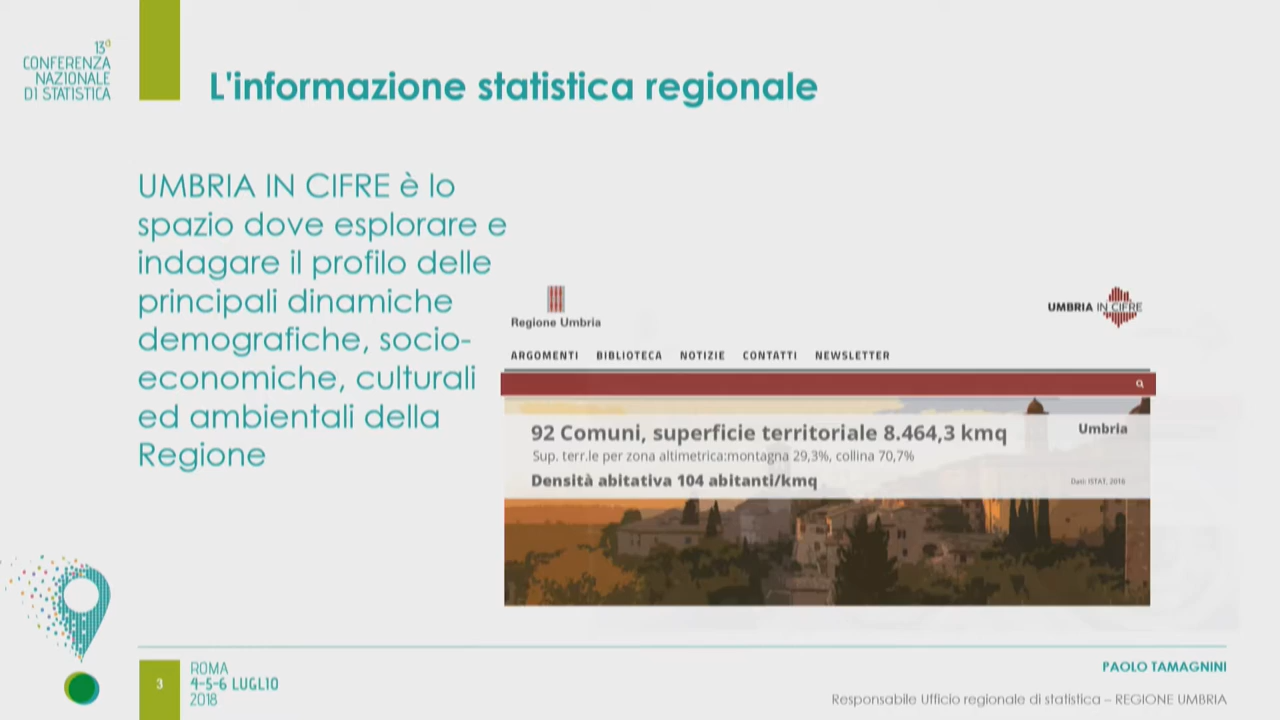 13a
CONFERENZA
NAZIONALE
DI STATISTICA
L'informazione statistica regionale
UMBRIA IN CIFRE è lo
spazio dove esplorare e
indagare il profilo delle
principali dinamiche
demografiche, socio-
economiche, culturali
ed ambientali della
Regione
Regione Umbria
UMBRIA IN CIFRE
ARGOMENTI BIBLIOTECA NOTIZIE CONTATTI NEWSLETTER
92 Comuni, superficie territoriale 8.464,3 kmq
Umbria
Sup. terr.le per zona altimetrica:montagna 29,3%, collina 70,7%
Densità abitativa 104 abitanti/kmq
Dati: ISTAT, 2018
3
ROMA
4-5-6 LUGLIO
2018
PAOLO TAMAGNINI
Responsabile Ufficio regionale di statistica – REGIONE UMBRIA